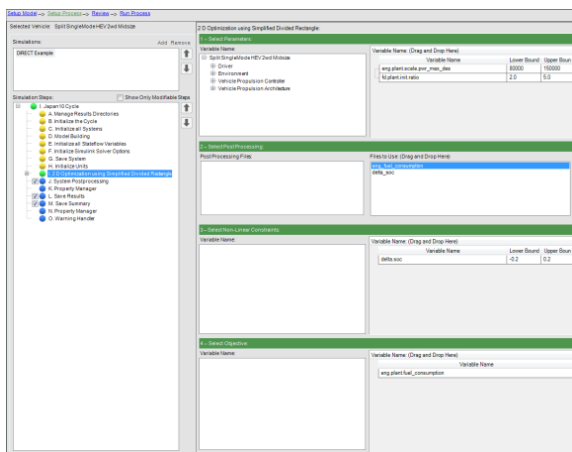 Setup Model --> Setup Process --> Review --> Run Process
Selected Vehicle: Split Single Mode HEV 2wd Midsize
Simulations: Add Remove
DIRECT Example
Simulation Steps: Show Only Modifiable Steps
I. Japan15 Cycle
A. Manage Results Directories
B. Initialize the Cycle
C. Initialize all Systems
D. Model Building
E. Initialize all Stateflow Variables
F. Initialize Simulink Solver Options
G. Save System
H. Initialize Units
I. 2 D Optimization using Simplified Divided Rectangle
J. System Postprocessing
K. Property Manager
L. Save Results
M. Save Summary
N. Property Manager
O. Warning Handler
2 D Optimization using Simplified Divided Rectangle:
1 – Select Parameters:
Variable Name:
Split Single Mode HEV 2wd Midsize
Driver
Environment
Vehicle Propulsion Controller
Vehicle Propulsion Architecture
Variable Name: (Drag and Drop Here)
Variable Name Lower Bound Upper Boun
eng.plant.scale.pwr_max_des 80000 150000
fd.plant.init.ratio 2.0 5.0
2 – Select Post Processing:
Post Processing Files:
Files to Use: (Drag and Drop Here)
eng_fuel_consumption
delta_soc
3 – Select Non-Linear Constraints:
Variable Name:
Variable Name: (Drag and Drop Here)
Variable Name Lower Bound Upper Bound
delta.soc -0.2 0.2
4 – Select Objective:
Variable Name:
Variable Name: (Drag and Drop Here)
Variable Name
eng.plant.fuel_consumption